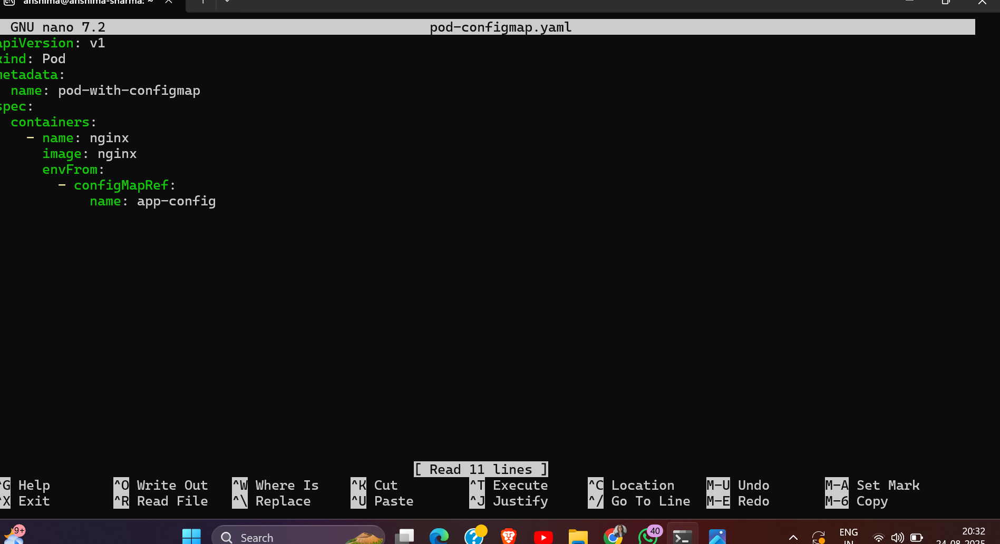 anshima@anshima-sharma: ~
GNU nano 7.2 pod-configmap.yaml
apiVersion: v1
kind: Pod
metadata:
  name: pod-with-configmap
spec:
  containers:
    - name: nginx
      image: nginx
      envFrom:
        - configMapRef:
            name: app-config
[ Read 11 lines ]
^G Help ^O Write Out ^W Where Is ^K Cut ^T Execute ^C Location M-U Undo M-A Set Mark
^X Exit ^R Read File ^\ Replace ^U Paste ^J Justify ^/ Go To Line M-E Redo M-6 Copy
9+ Search 40 ENG 20:32
IN 24-08-2025